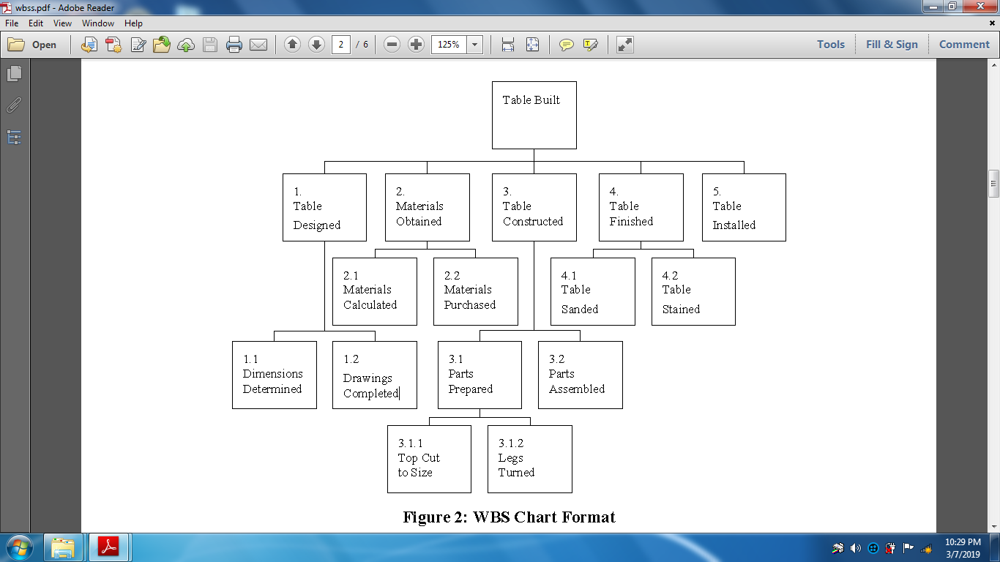 wbss.pdf - Adobe Reader
File Edit View Window Help
Open 2 / 6 125% Tools Fill & Sign Comment
Table Built
1.
Table
Designed
2.
Materials
Obtained
3.
Table
Constructed
4.
Table
Finished
5.
Table
Installed
2.1
Materials
Calculated
2.2
Materials
Purchased
4.1
Table
Sanded
4.2
Table
Stained
1.1
Dimensions
Determined
1.2
Drawings
Completed
3.1
Parts
Prepared
3.2
Parts
Assembled
3.1.1
Top Cut
to Size
3.1.2
Legs
Turned
Figure 2: WBS Chart Format
10:29 PM
3/7/2019